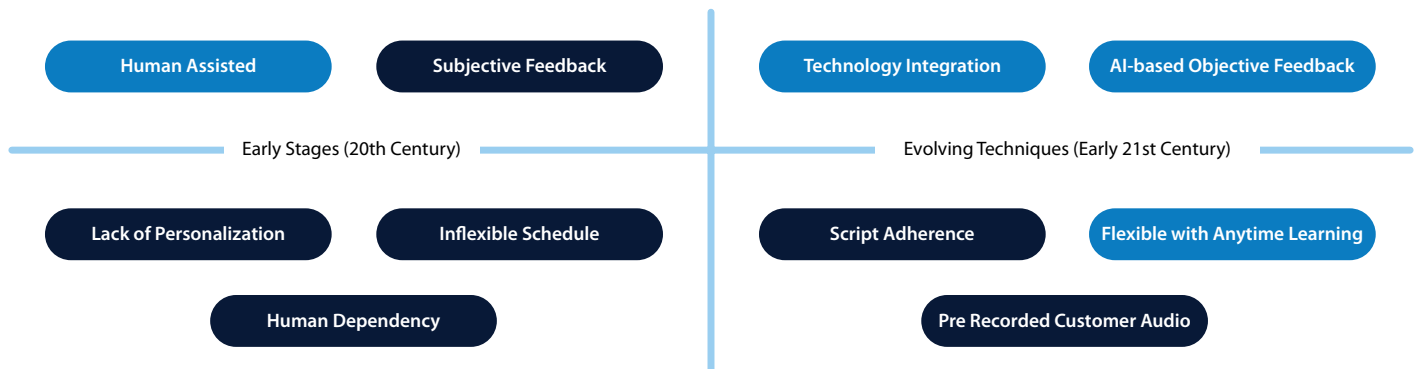 Human Assisted
Subjective Feedback
Early Stages (20th Century)
Lack of Personalization
Inflexible Schedule
Human Dependency
Technology Integration
AI-based Objective Feedback
Evolving Techniques (Early 21st Century)
Script Adherence
Flexible with Anytime Learning
Pre Recorded Customer Audio